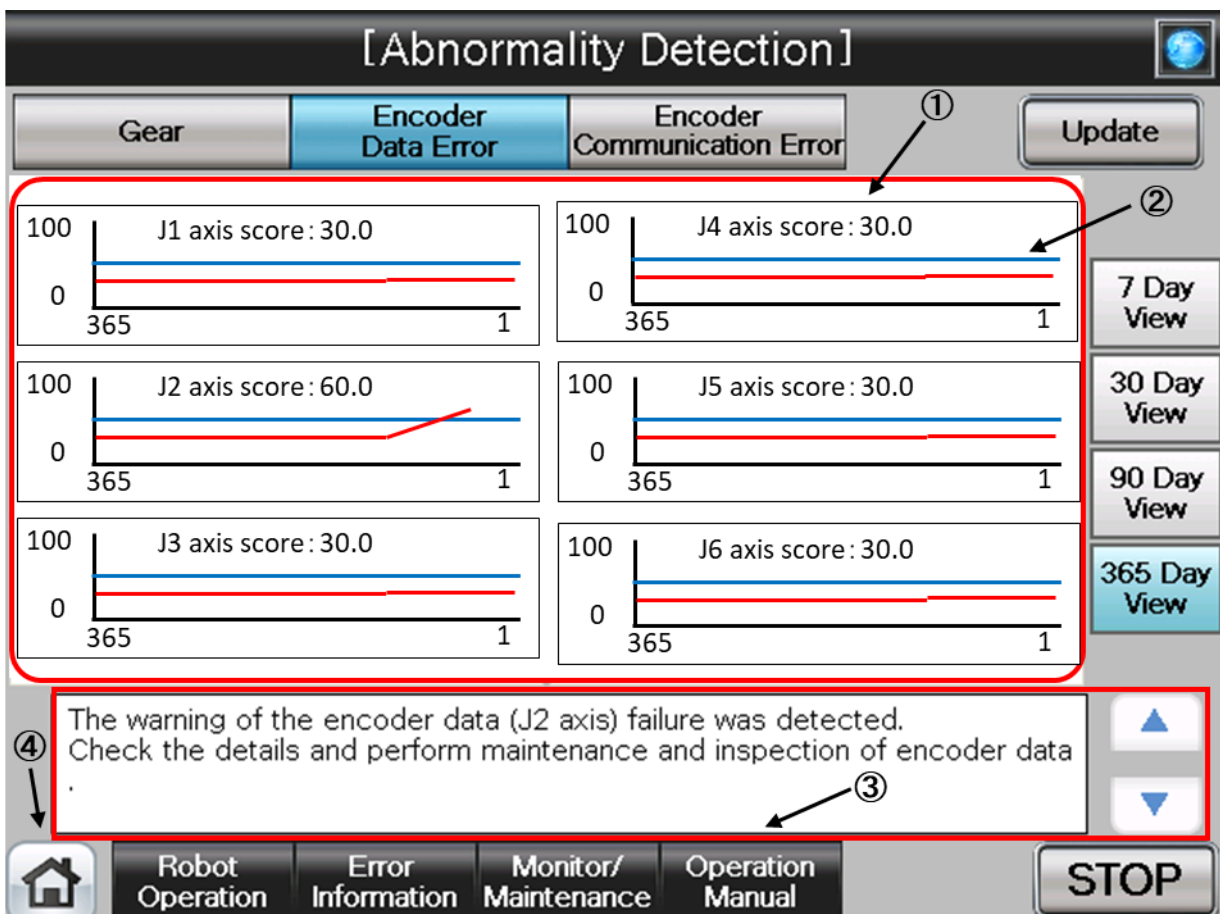 [Abnormality Detection]
Gear
Encoder
Data Error
Encoder
Communication Error
①
Update
②
100
J1 axis score: 30.0
0
365
1
100
J4 axis score: 30.0
0
365
1
7 Day
View
100
J2 axis score: 60.0
0
365
1
100
J5 axis score: 30.0
0
365
1
30 Day
View
90 Day
View
100
J3 axis score: 30.0
0
365
1
100
J6 axis score: 30.0
0
365
1
365 Day
View
The warning of the encoder data (J2 axis) failure was detected.
Check the details and perform maintenance and inspection of encoder data
.
④
③
Robot
Operation
Error
Information
Monitor/
Maintenance
Operation
Manual
STOP